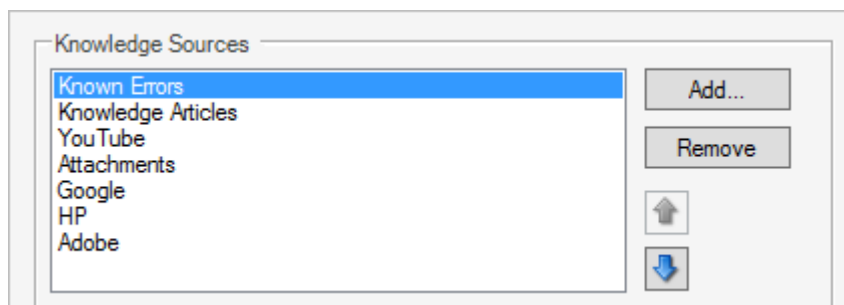 Knowledge Sources
Known Errors
Knowledge Articles
YouTube
Attachments
Google
HP
Adobe
Add...
Remove